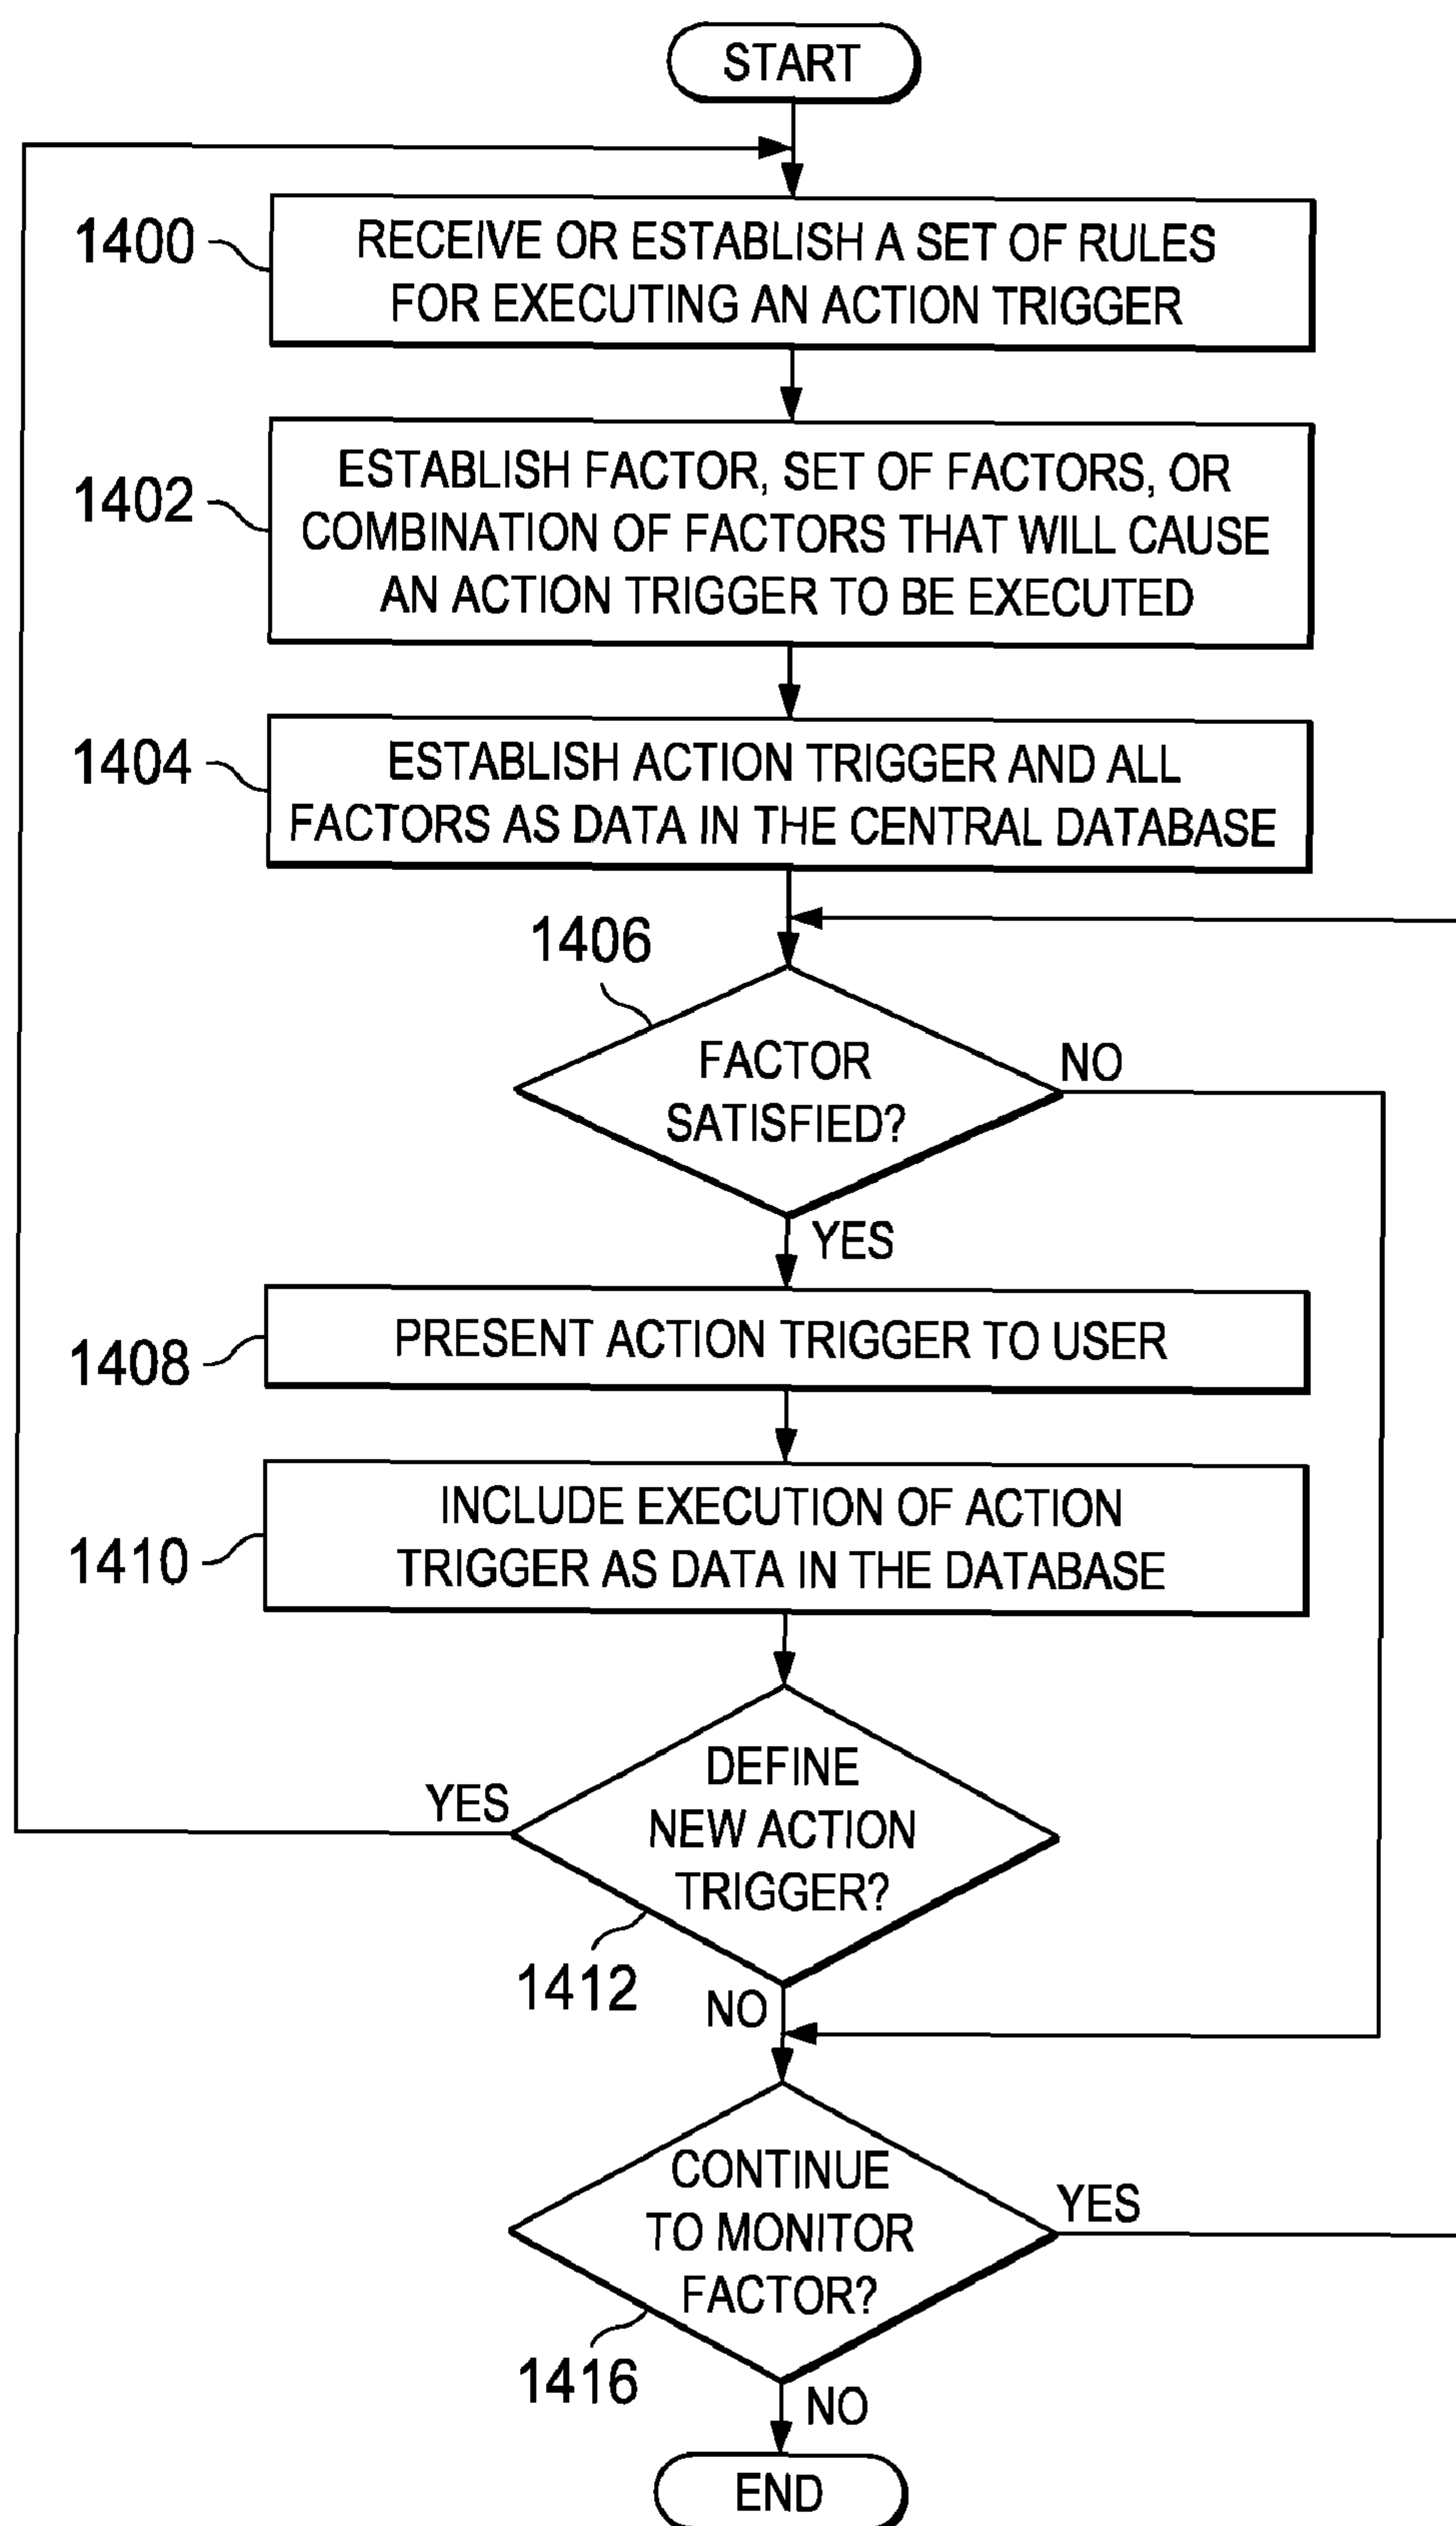 START
1400
RECEIVE OR ESTABLISH A SET OF RULES
FOR EXECUTING AN ACTION TRIGGER
1402
ESTABLISH FACTOR, SET OF FACTORS, OR
COMBINATION OF FACTORS THAT WILL CAUSE
AN ACTION TRIGGER TO BE EXECUTED
1404
ESTABLISH ACTION TRIGGER AND ALL
FACTORS AS DATA IN THE CENTRAL DATABASE
1406
FACTOR
SATISFIED?
NO
YES
1408
PRESENT ACTION TRIGGER TO USER
1410
INCLUDE EXECUTION OF ACTION
TRIGGER AS DATA IN THE DATABASE
YES
DEFINE
NEW ACTION
TRIGGER?
1412
NO
CONTINUE
TO MONITOR
FACTOR?
YES
1416
NO
END